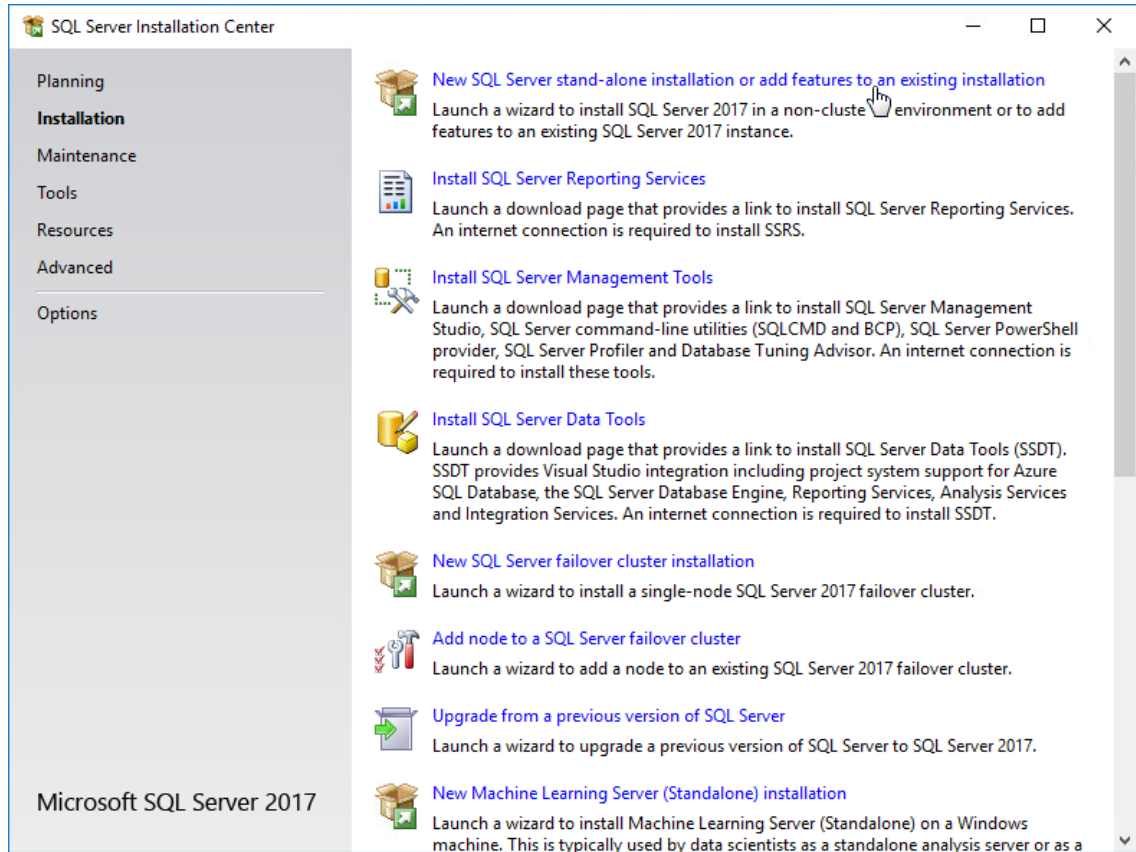 SQL Server Installation Center
Planning
Installation
Maintenance
Tools
Resources
Advanced
Options
Microsoft SQL Server 2017
New SQL Server stand-alone installation or add features to an existing installation
Launch a wizard to install SQL Server 2017 in a non-cluste environment or to add
features to an existing SQL Server 2017 instance.
Install SQL Server Reporting Services
Launch a download page that provides a link to install SQL Server Reporting Services.
An internet connection is required to install SSRS.
Install SQL Server Management Tools
Launch a download page that provides a link to install SQL Server Management
Studio, SQL Server command-line utilities (SQLCMD and BCP), SQL Server PowerShell
provider, SQL Server Profiler and Database Tuning Advisor. An internet connection is
required to install these tools.
Install SQL Server Data Tools
Launch a download page that provides a link to install SQL Server Data Tools (SSDT).
SSDT provides Visual Studio integration including project system support for Azure
SQL Database, the SQL Server Database Engine, Reporting Services, Analysis Services
and Integration Services. An internet connection is required to install SSDT.
New SQL Server failover cluster installation
Launch a wizard to install a single-node SQL Server 2017 failover cluster.
Add node to a SQL Server failover cluster
Launch a wizard to add a node to an existing SQL Server 2017 failover cluster.
Upgrade from a previous version of SQL Server
Launch a wizard to upgrade a previous version of SQL Server to SQL Server 2017.
New Machine Learning Server (Standalone) installation
Launch a wizard to install Machine Learning Server (Standalone) on a Windows
machine. This is typically used by data scientists as a standalone analysis server or as a